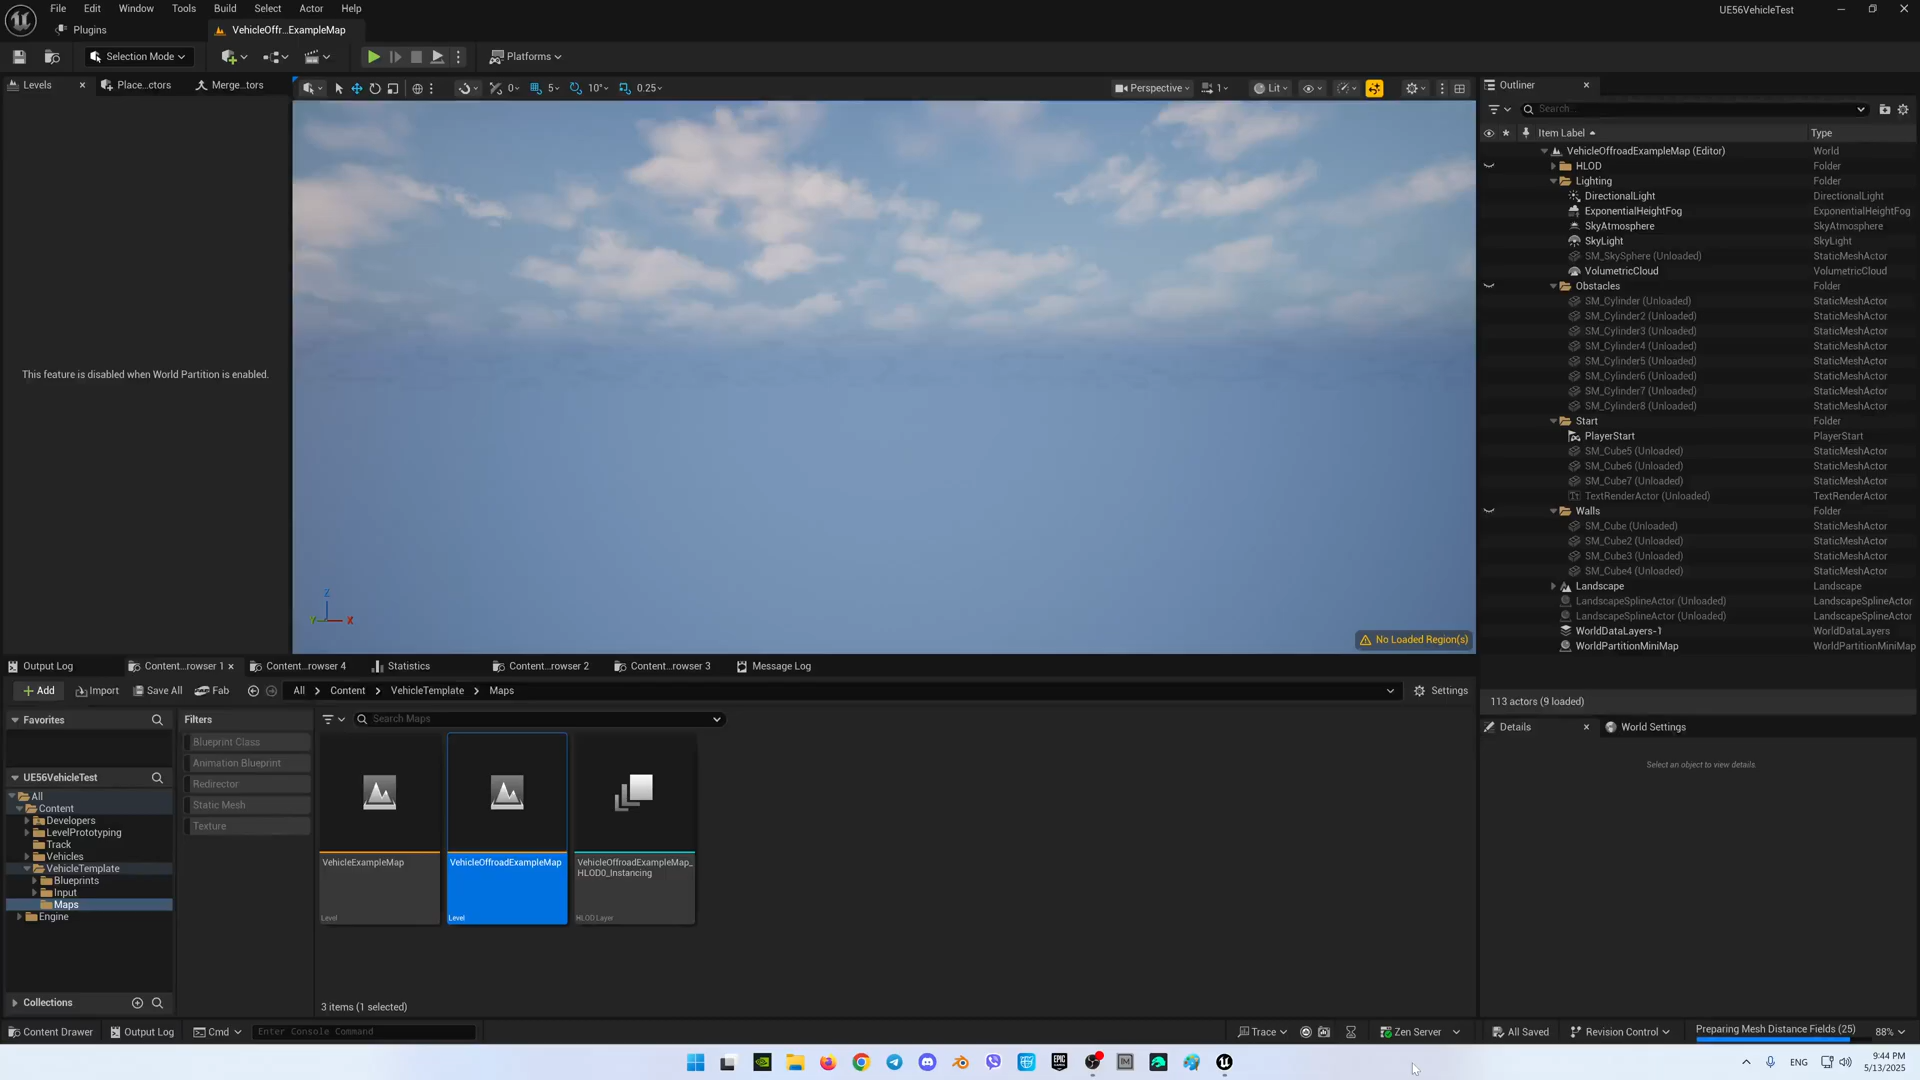 File Edit Window Tools Build Select Actor Help
UE56VehicleTest
Plugins
VehicleOffr...ExampleMap
Selection Mode
Platforms
Levels
Place...ctors
Merge...tors
0
5
10°
0.25
Perspective
1
Lit
Outliner
Search...
Item Label
Type
VehicleOffroadExampleMap (Editor) World
HLOD Folder
Lighting Folder
DirectionalLight DirectionalLight
ExponentialHeightFog ExponentialHeightFog
SkyAtmosphere SkyAtmosphere
SkyLight SkyLight
SM_SkySphere (Unloaded) StaticMeshActor
VolumetricCloud VolumetricCloud
Obstacles Folder
SM_Cylinder (Unloaded) StaticMeshActor
SM_Cylinder2 (Unloaded) StaticMeshActor
SM_Cylinder3 (Unloaded) StaticMeshActor
SM_Cylinder4 (Unloaded) StaticMeshActor
SM_Cylinder5 (Unloaded) StaticMeshActor
SM_Cylinder6 (Unloaded) StaticMeshActor
SM_Cylinder7 (Unloaded) StaticMeshActor
SM_Cylinder8 (Unloaded) StaticMeshActor
Start Folder
PlayerStart PlayerStart
SM_Cube5 (Unloaded) StaticMeshActor
SM_Cube6 (Unloaded) StaticMeshActor
SM_Cube7 (Unloaded) StaticMeshActor
TextRenderActor (Unloaded) TextRenderActor
Walls Folder
SM_Cube (Unloaded) StaticMeshActor
SM_Cube2 (Unloaded) StaticMeshActor
SM_Cube3 (Unloaded) StaticMeshActor
SM_Cube4 (Unloaded) StaticMeshActor
Landscape Landscape
LandscapeSplineActor (Unloaded) LandscapeSplineActor
LandscapeSplineActor (Unloaded) LandscapeSplineActor
WorldDataLayers-1 WorldDataLayers
WorldPartitionMiniMap WorldPartitionMiniMap
113 actors (9 loaded)
This feature is disabled when World Partition is enabled.
Z
Y X
No Loaded Region(s)
Output Log
Content...rowser 1
Content...rowser 4
Statistics
Content...rowser 2
Content...rowser 3
Message Log
Add
Import
Save All
Fab
All > Content > VehicleTemplate > Maps
Settings
Favorites
UE56VehicleTest
All
Content
Developers
LevelPrototyping
Track
Vehicles
VehicleTemplate
Blueprints
Input
Maps
Engine
Collections
Filters
Blueprint Class
Animation Blueprint
Redirector
Static Mesh
Texture
Search Maps
VehicleExampleMap
Level
VehicleOffroadExampleMap
Level
VehicleOffroadExampleMap_
HLOD0_Instancing
HLOD Layer
3 items (1 selected)
Details
World Settings
Select an object to view details.
Content Drawer
Output Log
Cmd
Enter Console Command
Trace
Zen Server
All Saved
Revision Control
Preparing Mesh Distance Fields (25)
88%
EPIC
GAMES
IM
ENG
9:44 PM
5/13/2025